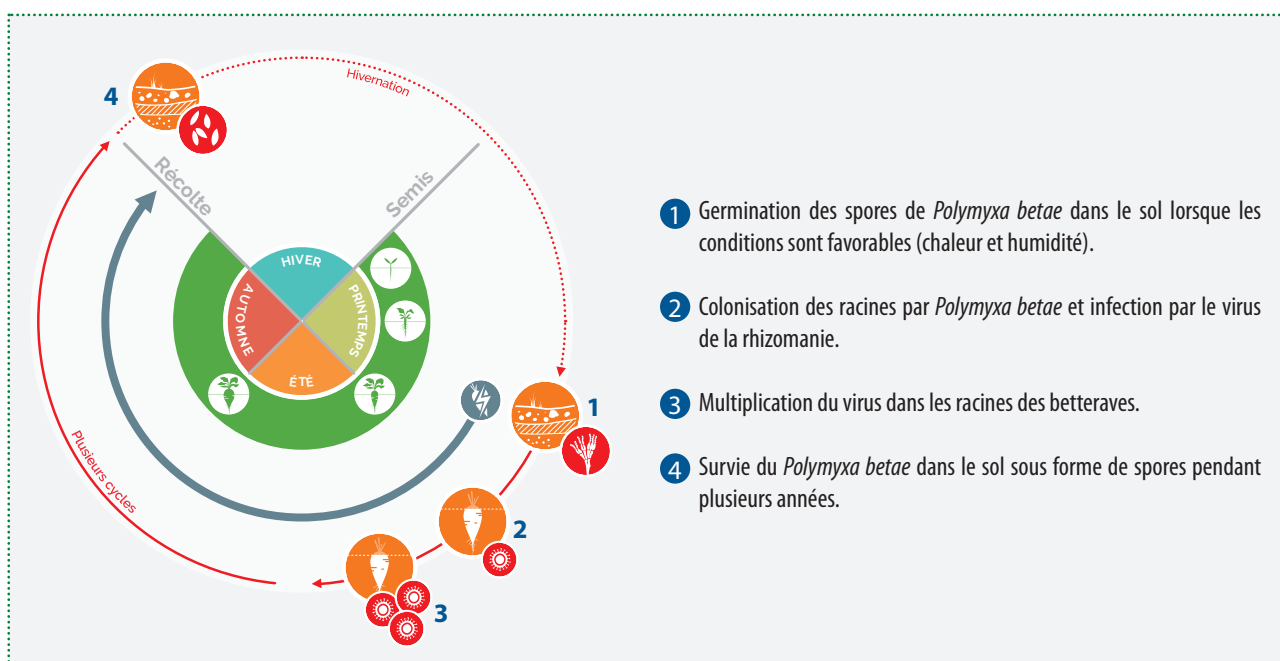 4
Hivernation
Récolte
Semis
HIVER
AUTOMNE
PRINTEMPS
ÉTÉ
1
2
3
Plusieurs cycles
1 Germination des spores de Polymyxa betae dans le sol lorsque les
conditions sont favorables (chaleur et humidité).
2 Colonisation des racines par Polymyxa betae et infection par le virus
de la rhizomanie.
3 Multiplication du virus dans les racines des betteraves.
4 Survie du Polymyxa betae dans le sol sous forme de spores pendant
plusieurs années.